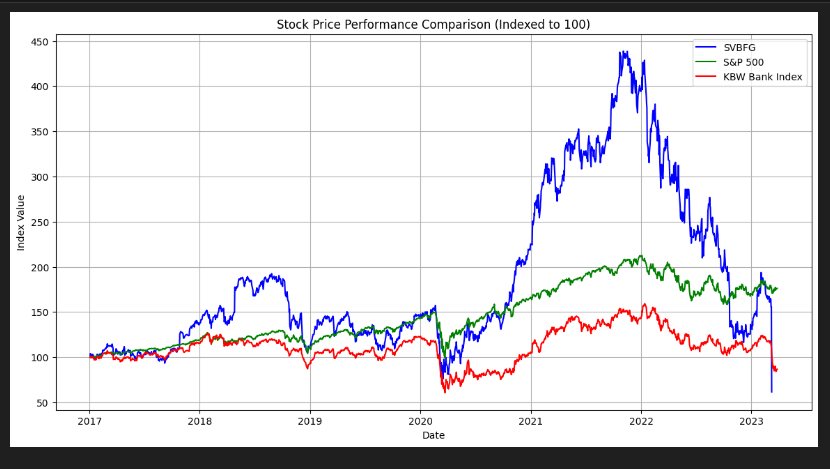 Stock Price Performance Comparison (Indexed to 100)
SVBFG
S&P 500
KBW Bank Index
Index Value
450
400
350
300
250
200
150
100
50
2017 2018 2019 2020 2021 2022 2023
Date